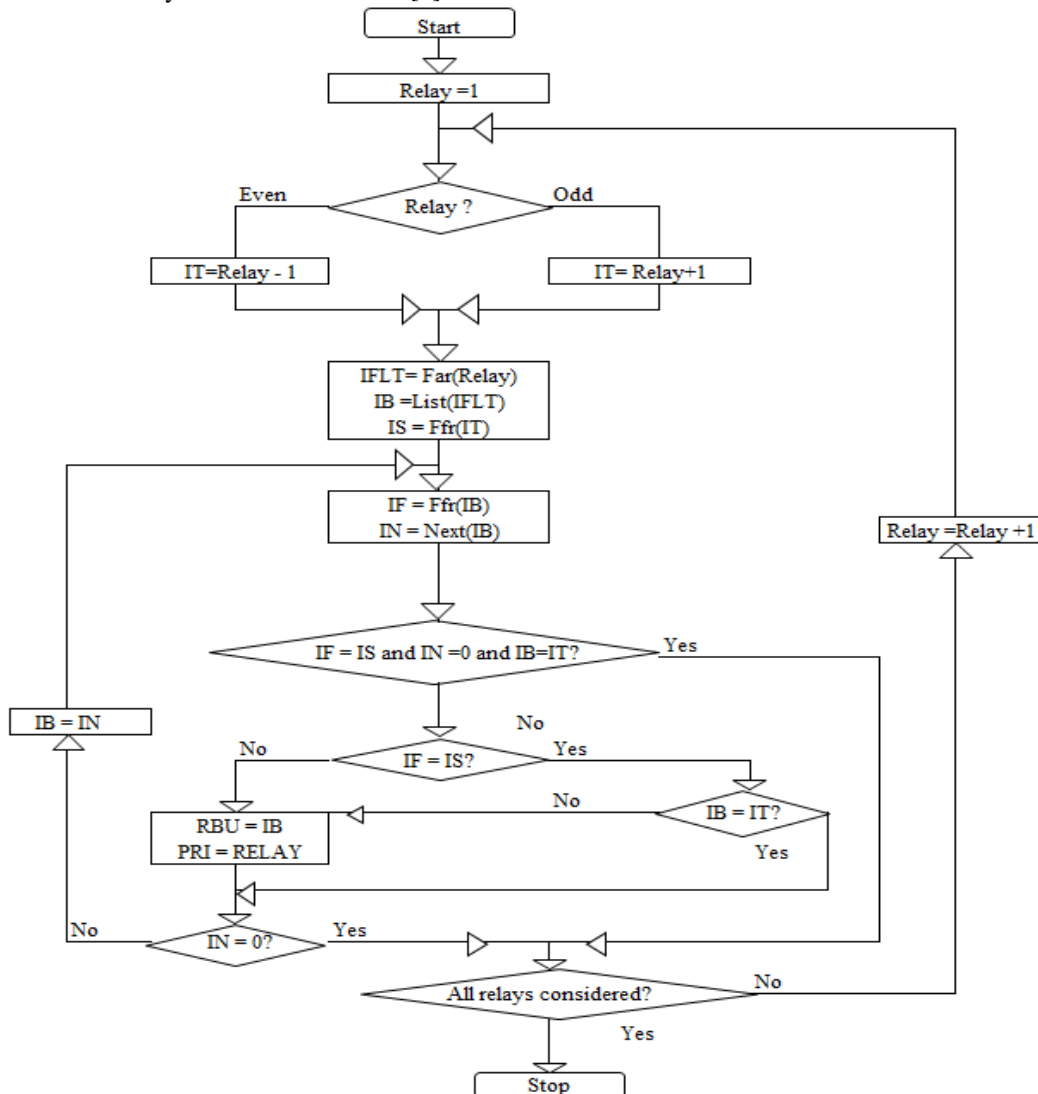 Start
Relay =1
Even
Relay ?
Odd
IT=Relay - 1
IT= Relay+1
IFLT= Far(Relay)
IB =List(IFLT)
IS = Ffr(IT)
IF = Ffr(IB)
IN = Next(IB)
Relay =Relay +1
IF = IS and IN =0 and IB=IT?
Yes
IB = IN
No
No
IF = IS?
Yes
No
IB = IT?
RBU = IB
PRI = RELAY
Yes
No
IN = 0?
Yes
All relays considered?
No
Yes
Stop